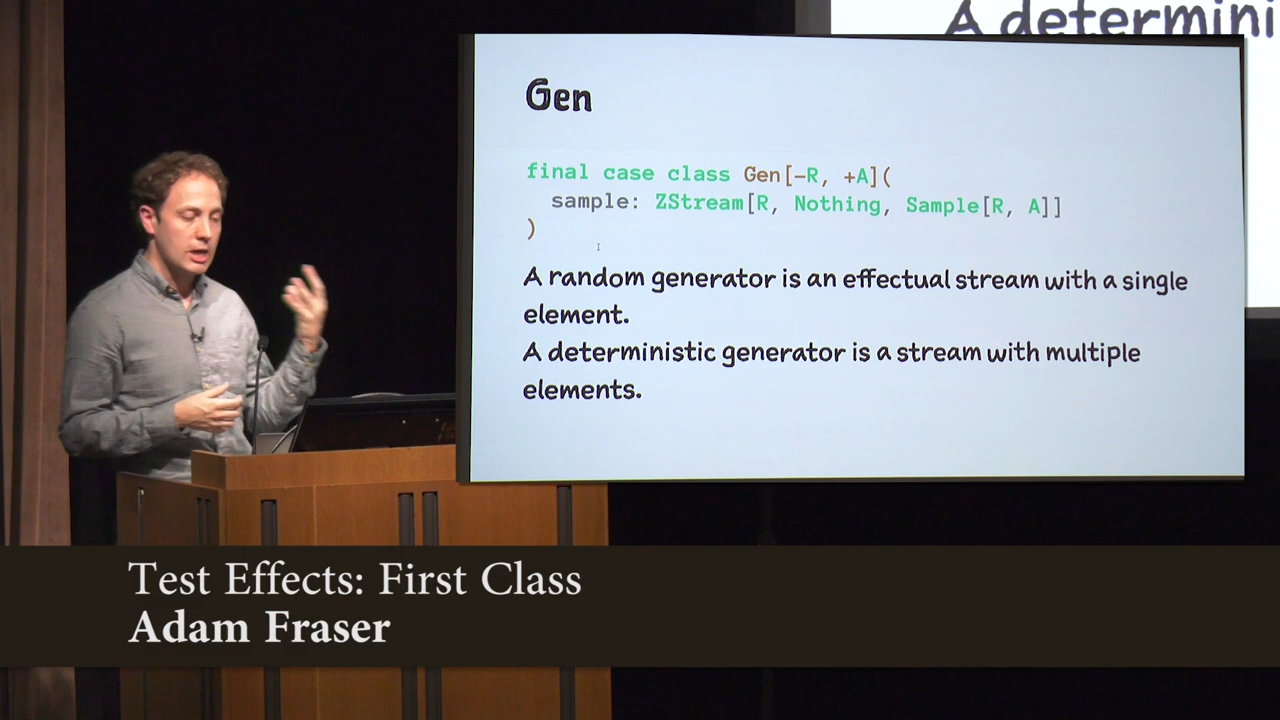 A determini
Gen
final case class Gen[-R, +A](
sample: ZStream[R, Nothing, Sample[R, A]]
)
A random generator is an effectual stream with a single
element.
A deterministic generator is a stream with multiple
elements.
Test Effects: First Class
Adam Fraser